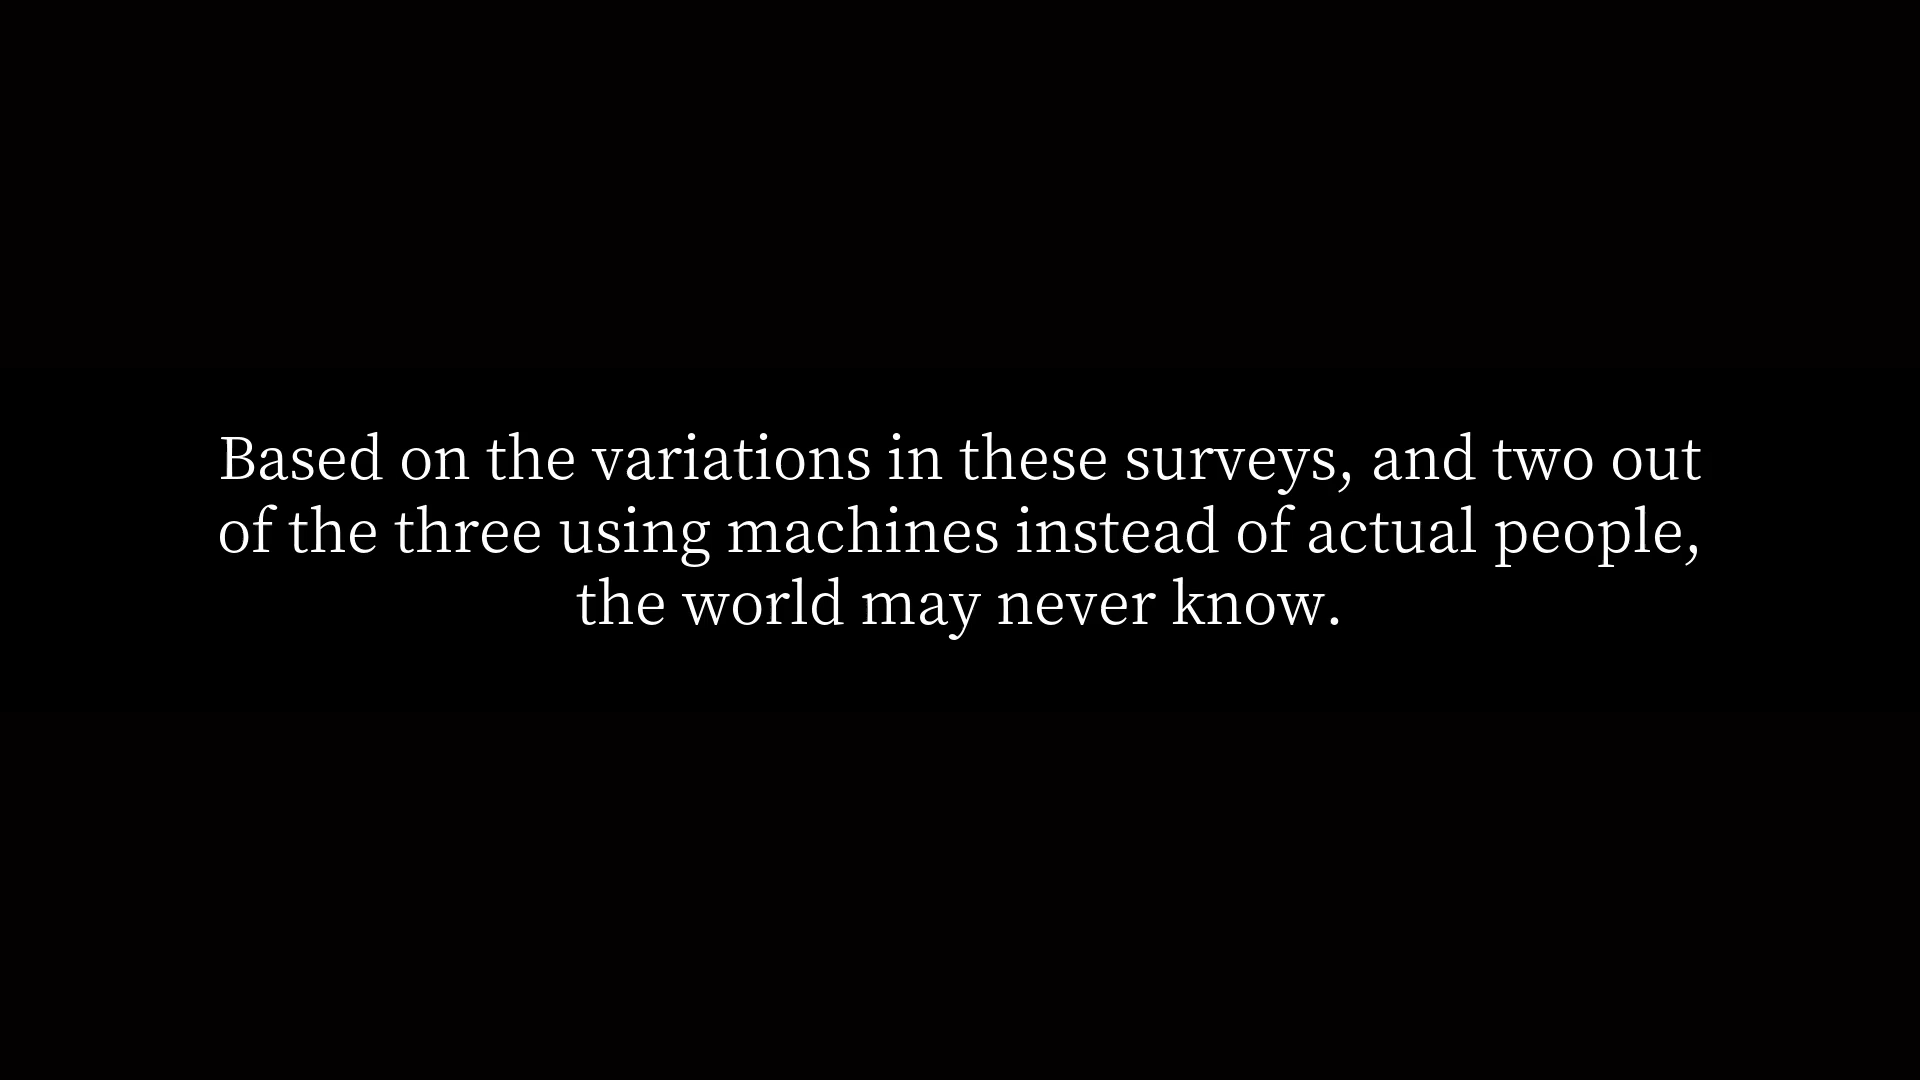 Based on the variations in these surveys, and two out
of the three using machines instead of actual people,
the world may never know.